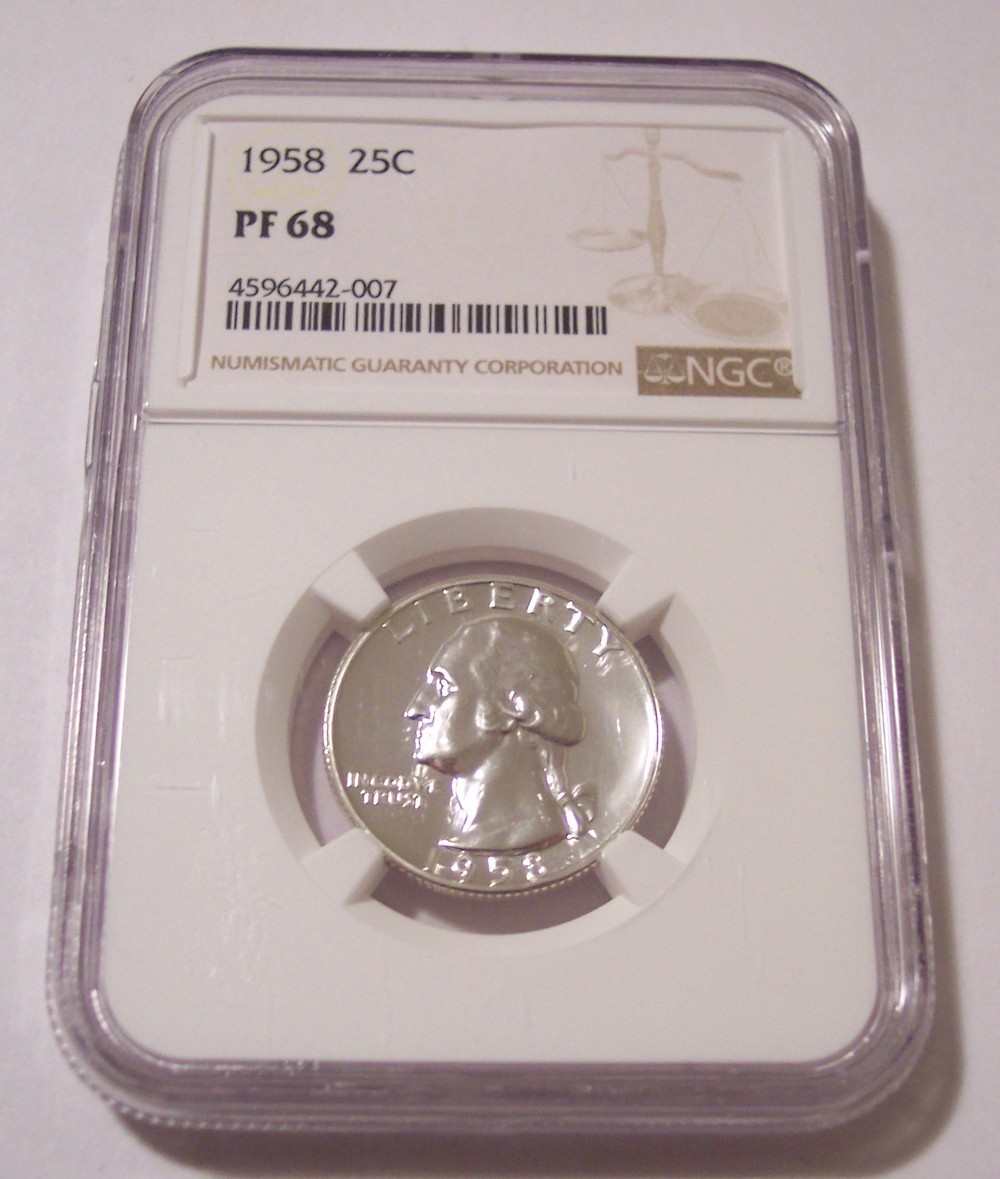 1958 25C
PF 68
4596442-007
NUMISMATIC GUARANTY CORPORATION
NGC®
LIBERTY
IN GOD WE
TRUST
1958